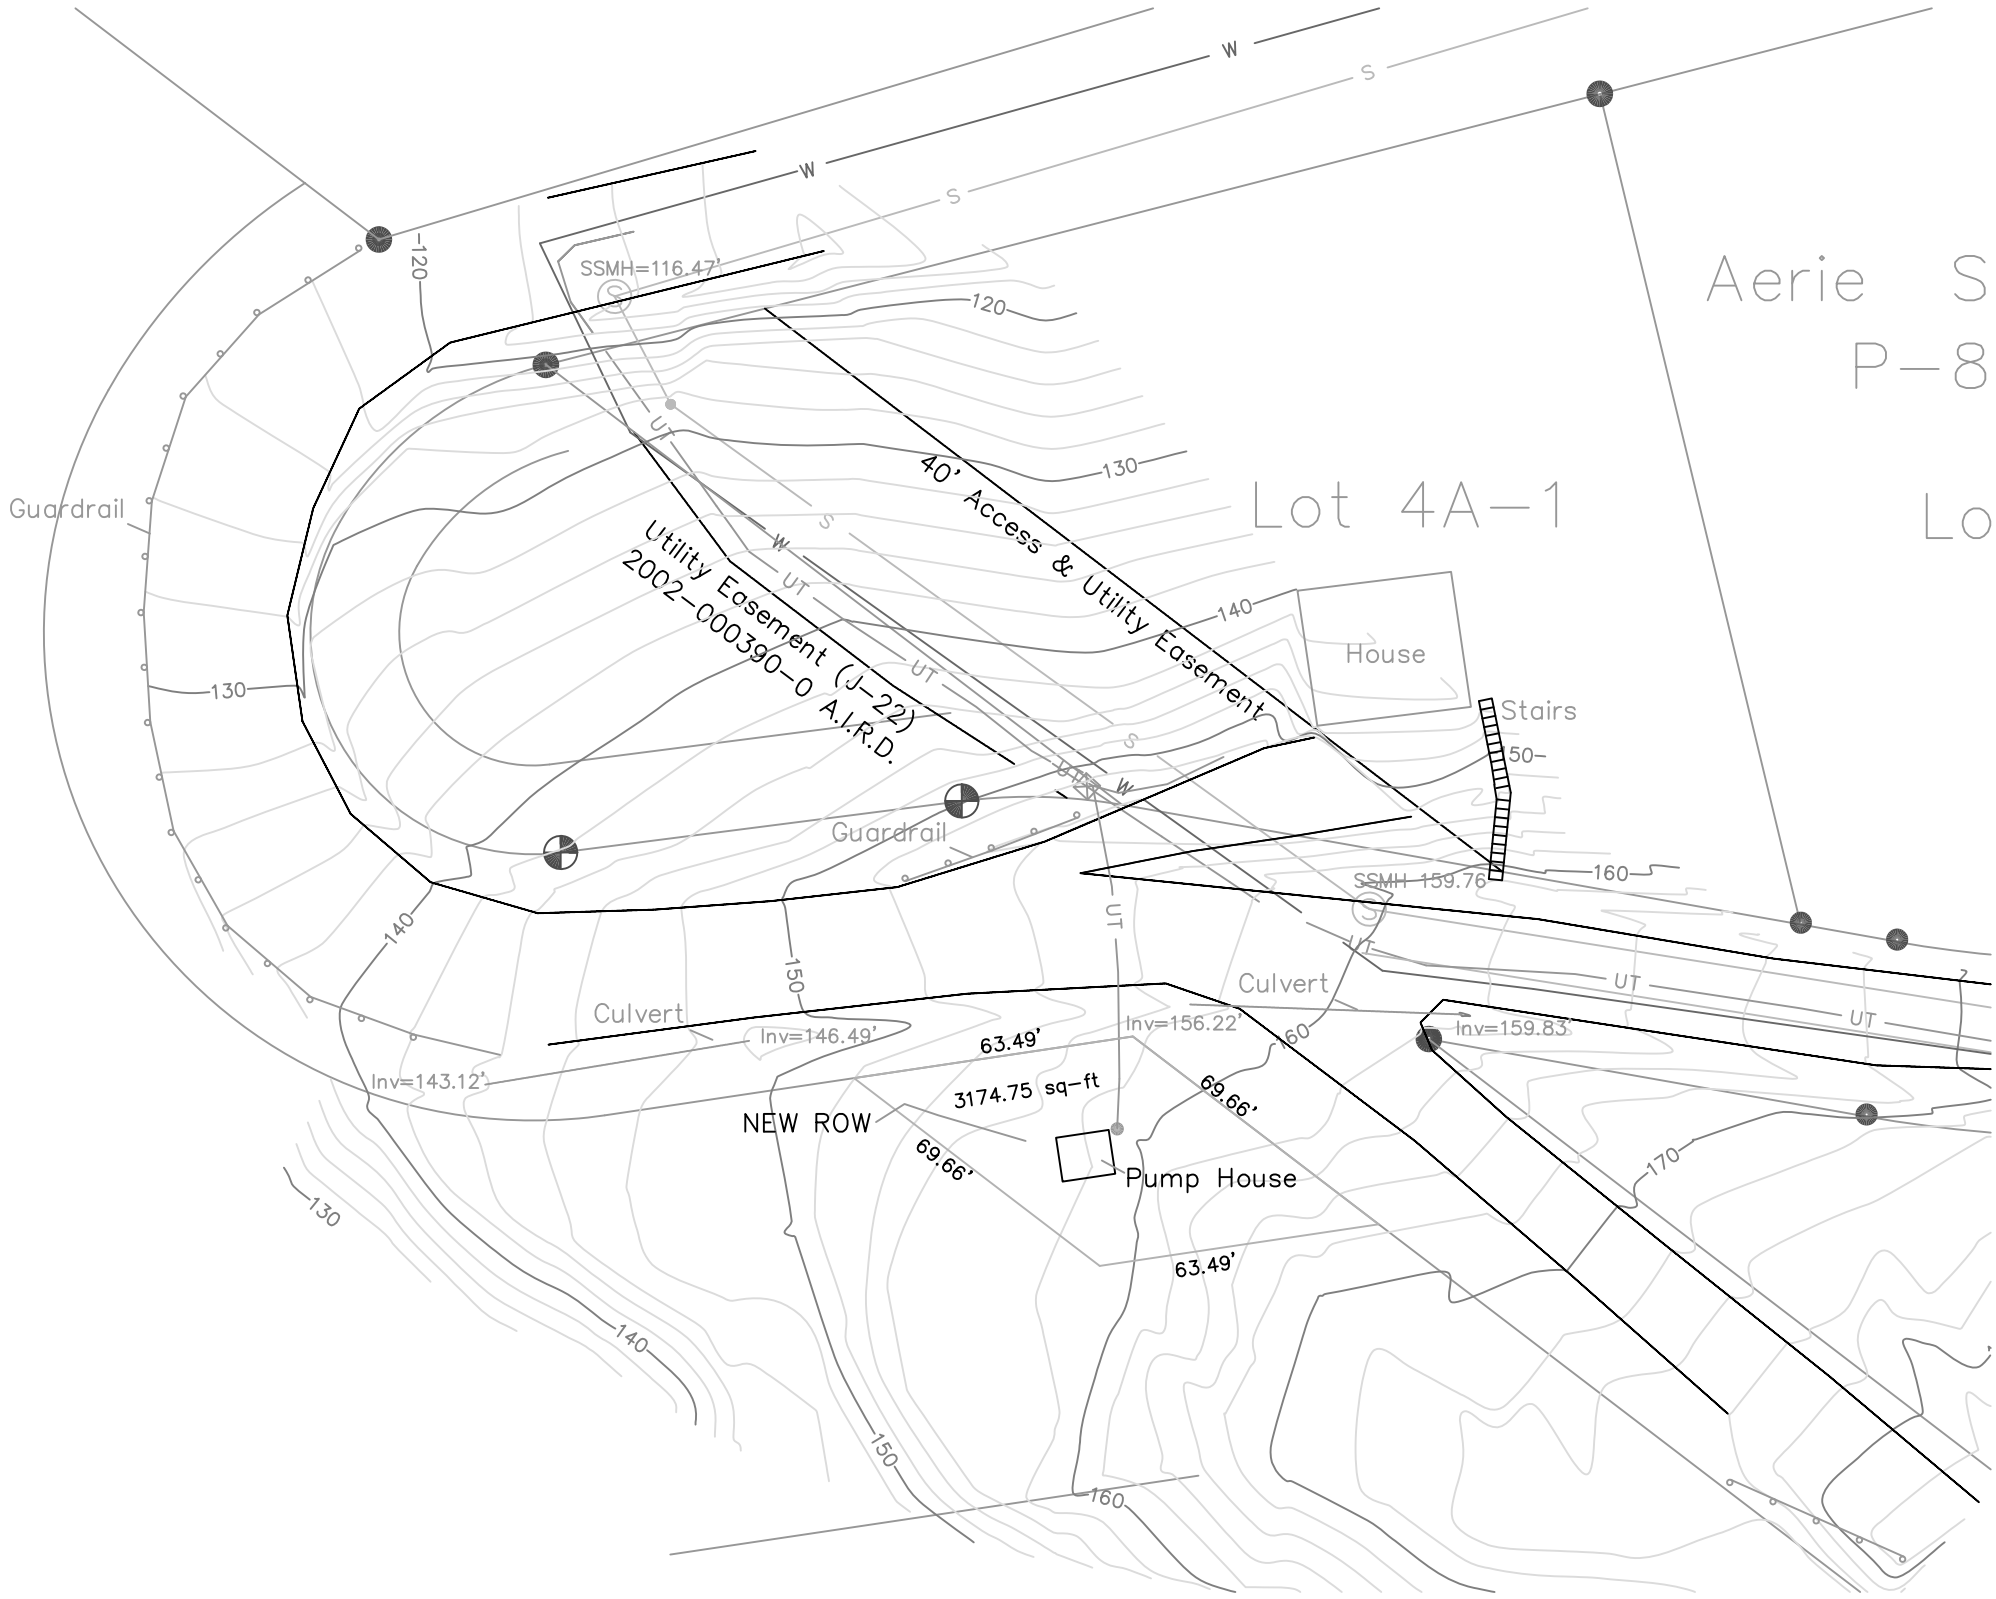 W
S
W
S
-120
SSMH=116.47'
120
Aerie S
P-8
UT
130
40' Access & Utility Easement
Lot 4A-1
Lo
Guardrail
S
W
UT
Utility Easement (J-22)
2002-000390-0 A.I.R.D.
140
House
UT
130
Stairs
50-
S
UT
W
Guardrail
160
SSMH 159.76
UT
140
UT
150
Culvert
UT
Culvert
Inv=146.49'
Inv=156.22'
160
Inv=159.83
UT
63.49'
Inv=143.12'
3174.75 sq-ft
69.66'
NEW ROW
69.66'
Pump House
170
130
63.49'
140
150
160